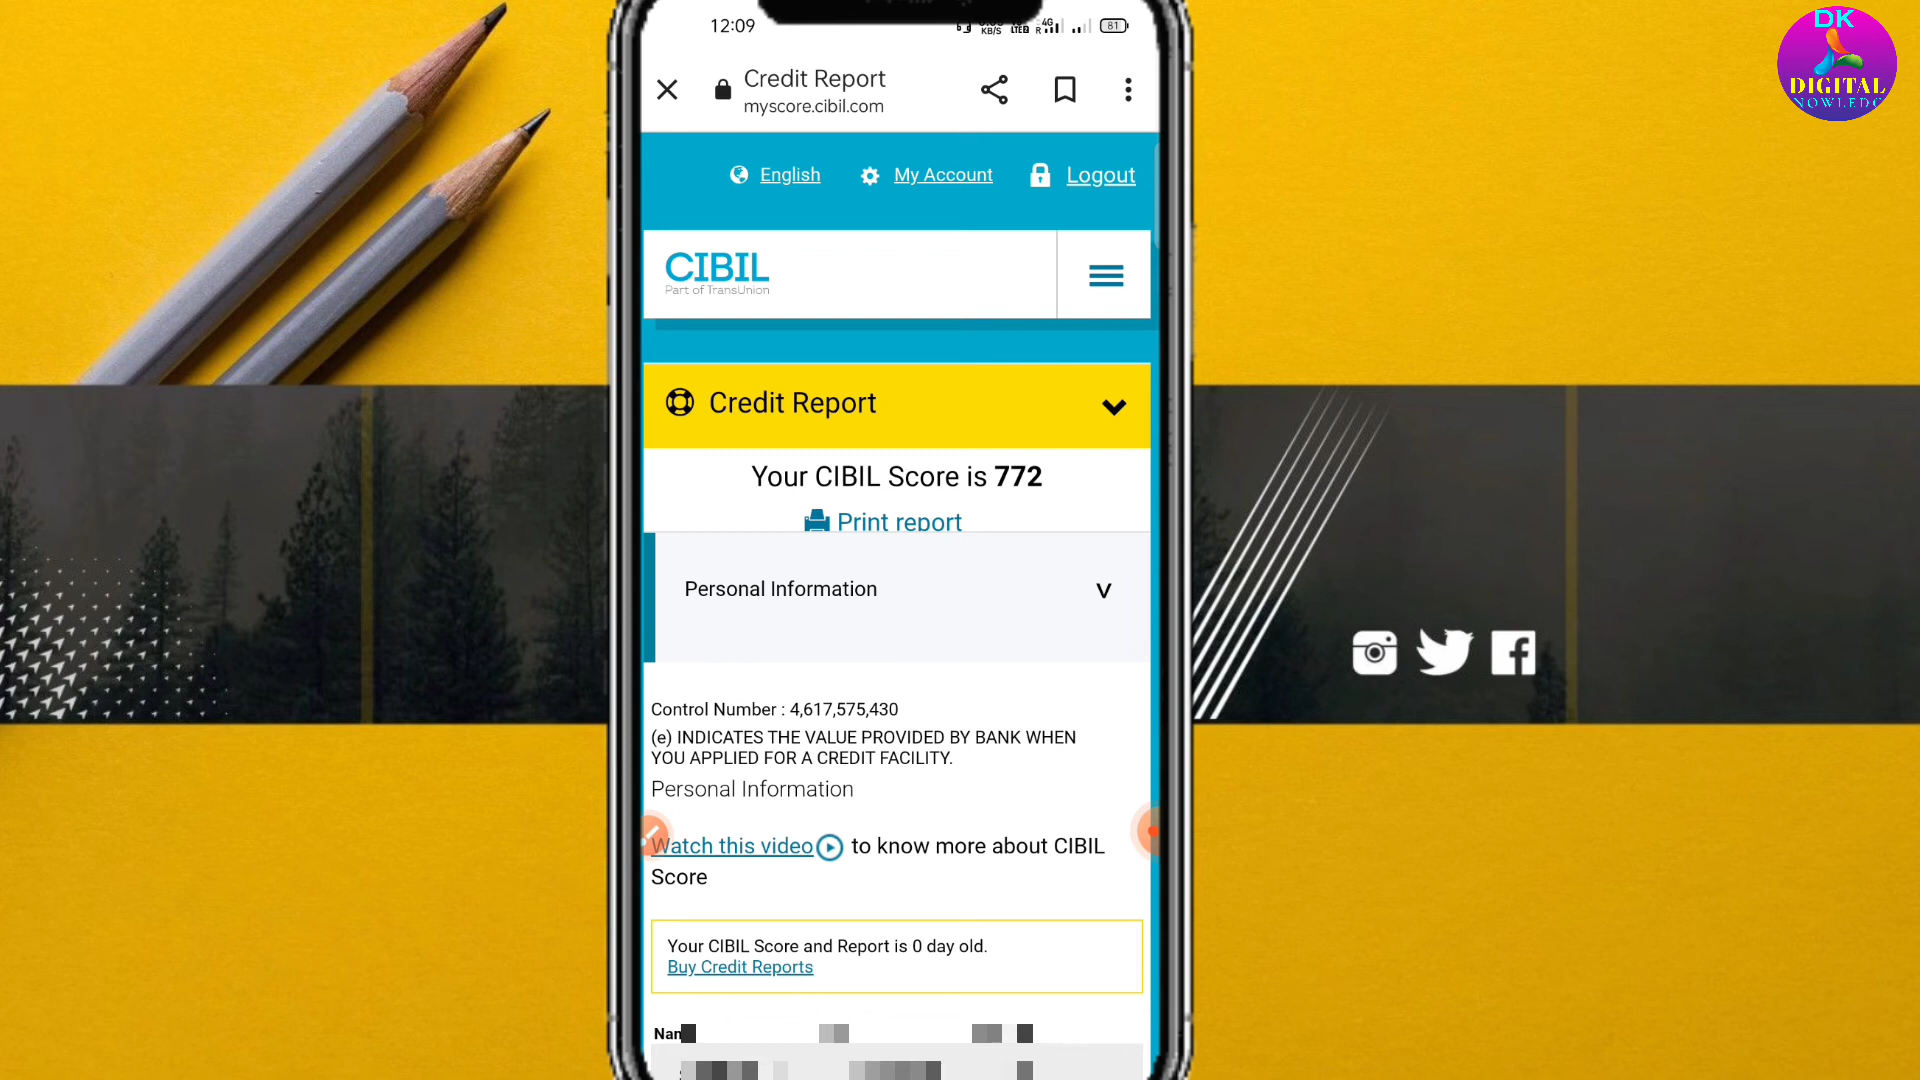 12:09
KB/S
4G
R
81
DK
DIGITAL
Credit Report
myscore.cibil.com
English
My Account
Logout
CIBIL
Part of TransUnion
Credit Report
Your CIBIL Score is 772
Print report
Personal Information
Control Number : 4,617,575,430
(e) INDICATES THE VALUE PROVIDED BY BANK WHEN
YOU APPLIED FOR A CREDIT FACILITY.
Personal Information
Watch this video to know more about CIBIL
Score
Your CIBIL Score and Report is 0 day old.
Buy Credit Reports